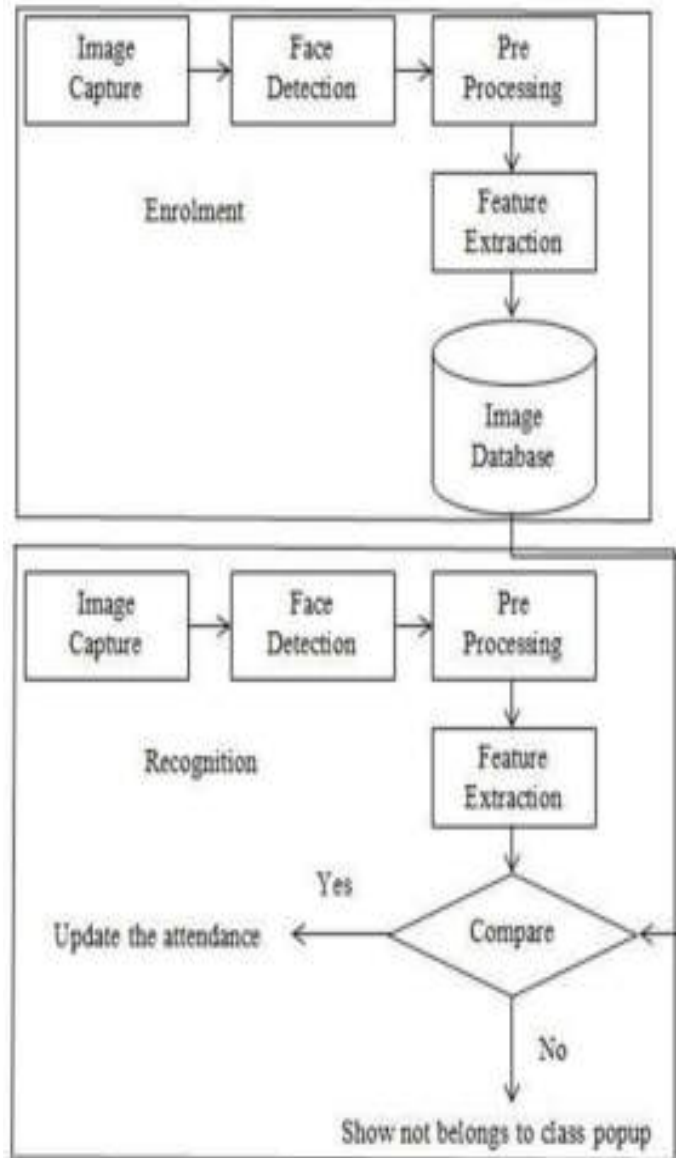 Image
Capture
Face
Detection
Pre
Processing
Enrolment
Feature
Extraction
Image
Database
Image
Capture
Face
Detection
Pre
Processing
Recognition
Feature
Extraction
Yes
Update the attendance
Compare
No
Show not belongs to class popup